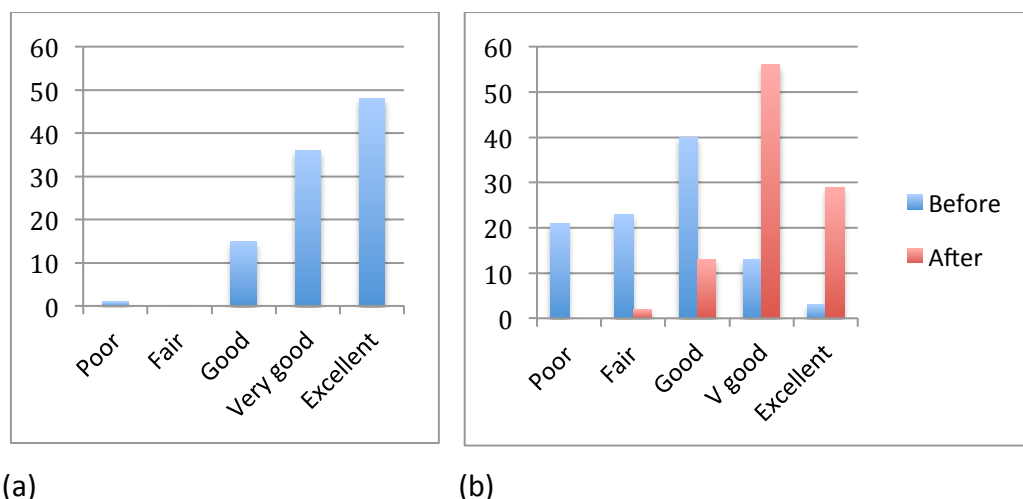 60
50
40
30
20
10
0
Poor
Fair
Good
Very good
Excellent
(a)
60
50
40
30
20
10
0
Poor
Fair
Good
V good
Excellent
Before
After
(b)